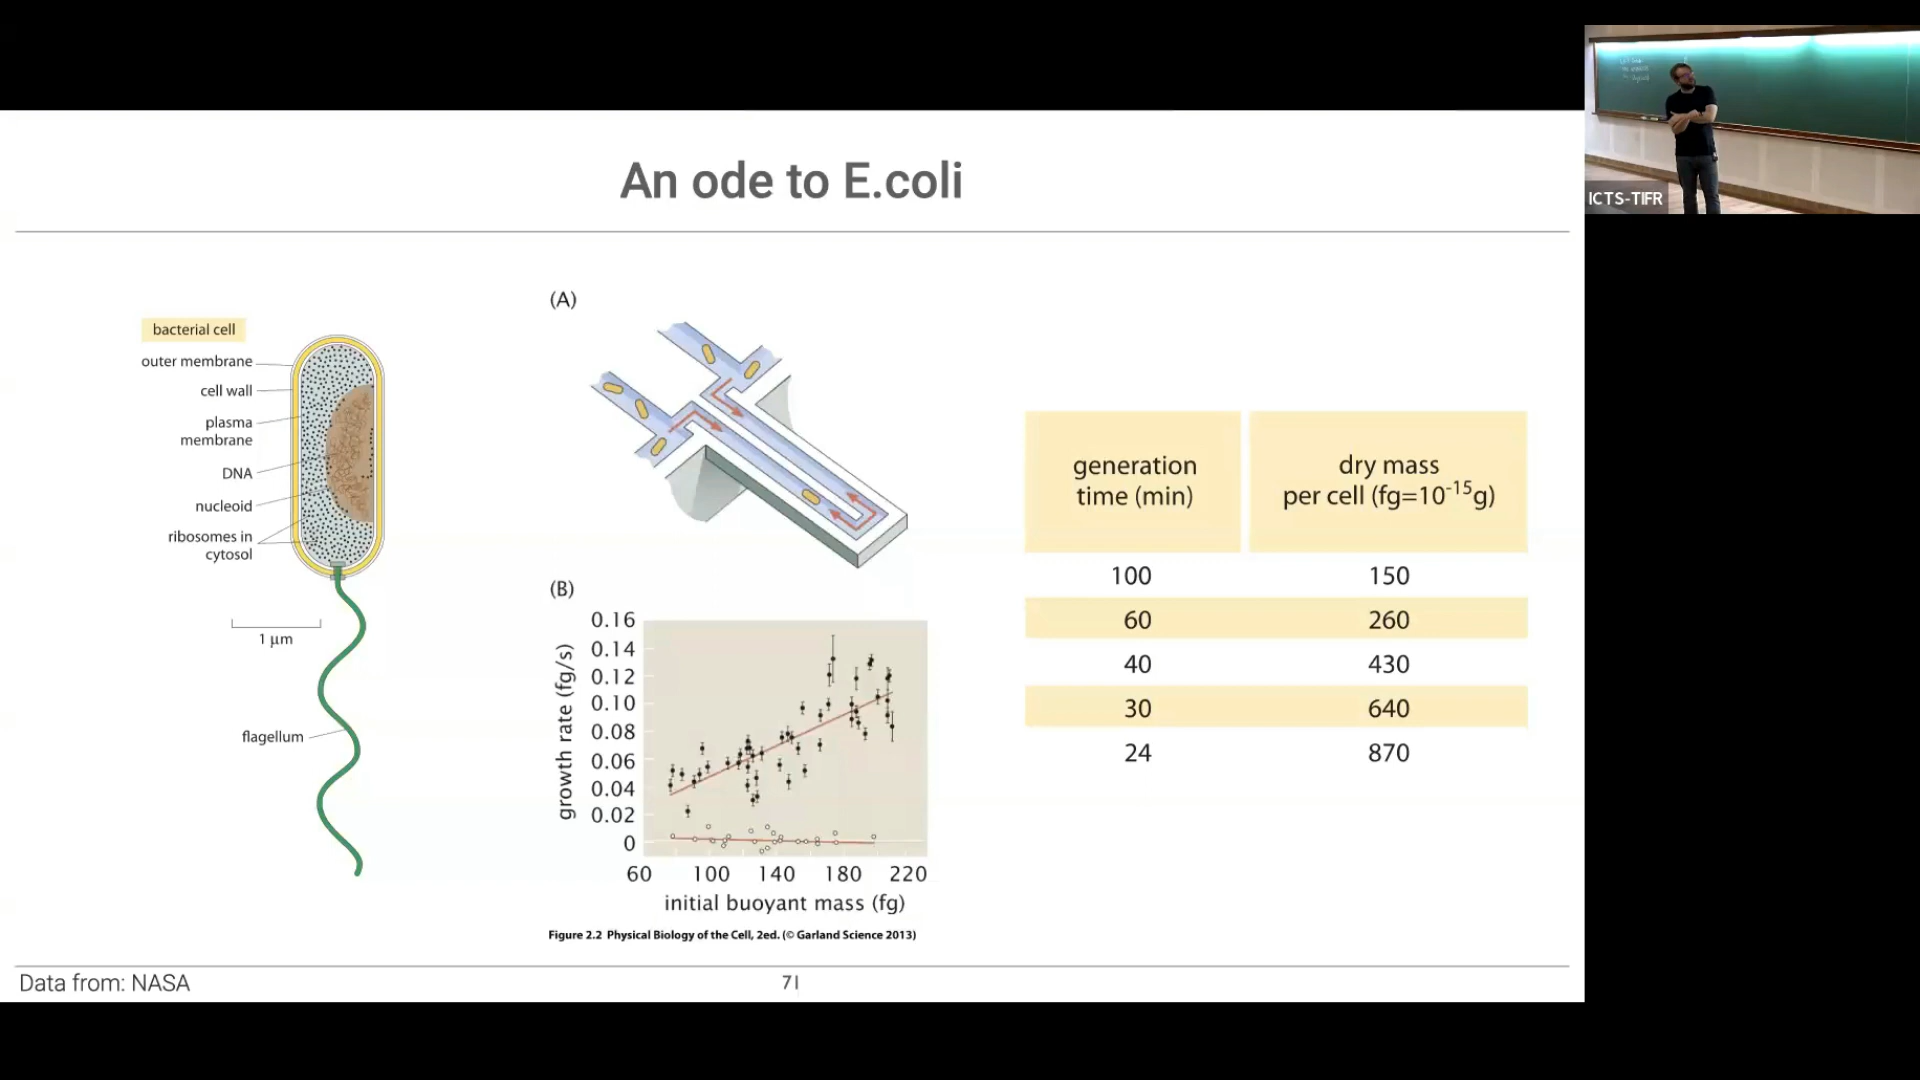 An ode to E.coli
ICTS-TIFR
bacterial cell
outer membrane
cell wall
plasma
membrane
DNA
nucleoid
ribosomes in
cytosol
1 μm
flagellum
(A)
(B)
growth rate (fg/s)
0.16
0.14
0.12
0.10
0.08
0.06
0.04
0.02
0
60 100 140 180 220
initial buoyant mass (fg)
Figure 2.2 Physical Biology of the Cell, 2ed. (© Garland Science 2013)
generation
time (min)
dry mass
per cell (fg=10⁻¹⁵g)
100 150
60 260
40 430
30 640
24 870
Data from: NASA
71